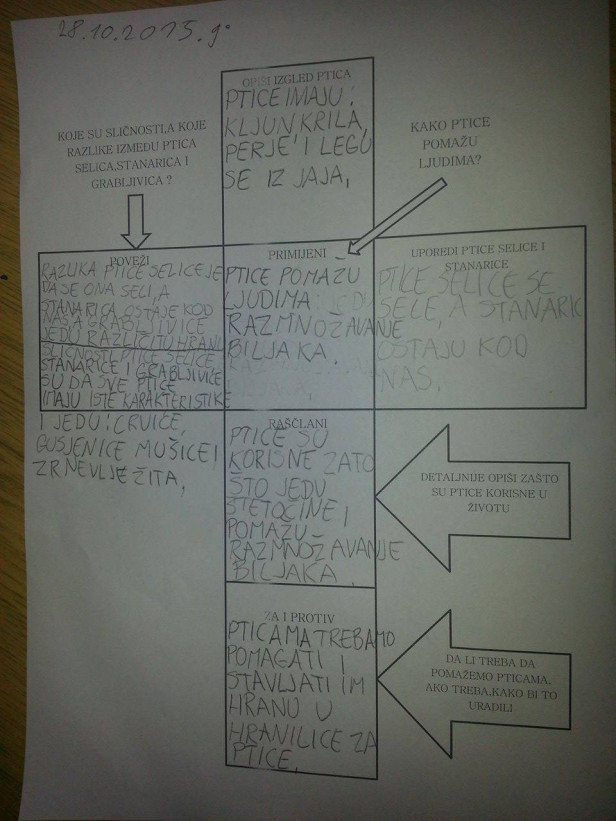 28.10.2015.g.
OPIŠI IZGLED PTICA
PTICE IMAJU:
KLJUN KRILA,
PERJE I LEGU
SE IZ JAJA,
KOJE SU SLIČNOSTI,A KOJE
RAZLIKE IZMEĐU PTICA
SELICA,STANARICA I
GRABLJIVICA ?
KAKO PTICE
POMAŽU
LJUDIMA?
POVEŽI
RAZLIKA PTICE SELICE JE
DA SE ONA SELI, A
STANARICA OSTAJE KOD
NAS, A GRABLJIVICE
JEDU RAZLIČITU HRANU
SLIČNOSTI PTICE SELICE
STANARICE I GRABLJIVICE
SU DA SVE PTICE
IMAJU ISTE KARAKTERISTIKE
I JEDU: CRVIĆE,
GUSJENICE MUŠICE I
ZRNEVLJE ŽITA,
PRIMIJENI
PTICE POMAŽU
LJUDIMA
RAZMNOŽAVANJE
BILJAKA.
UPOREDI PTICE SELICE I
STANARICE
PTICE SELICE SE
SELE, A STANARIC
OSTAJU KOD
NAS.
RAŠČLANI
PTICE SU
KORISNE ZATO
ŠTO JEDU
ŠTETOČINE I
POMAŽU
RAZMNOŽAVANJE
BILJAKA.
DETALJNIJE OPIŠI ZAŠTO
SU PTICE KORISNE U
ŽIVOTU
ZA I PROTIV
PTICAMA TREBAMO
POMAGATI I
STAVLJATI IM
HRANU U
HRANILICE ZA
PTICE,
DA LI TREBA DA
POMAŽEMO PTICAMA,
AKO TREBA,KAKO BI TO
URADILI